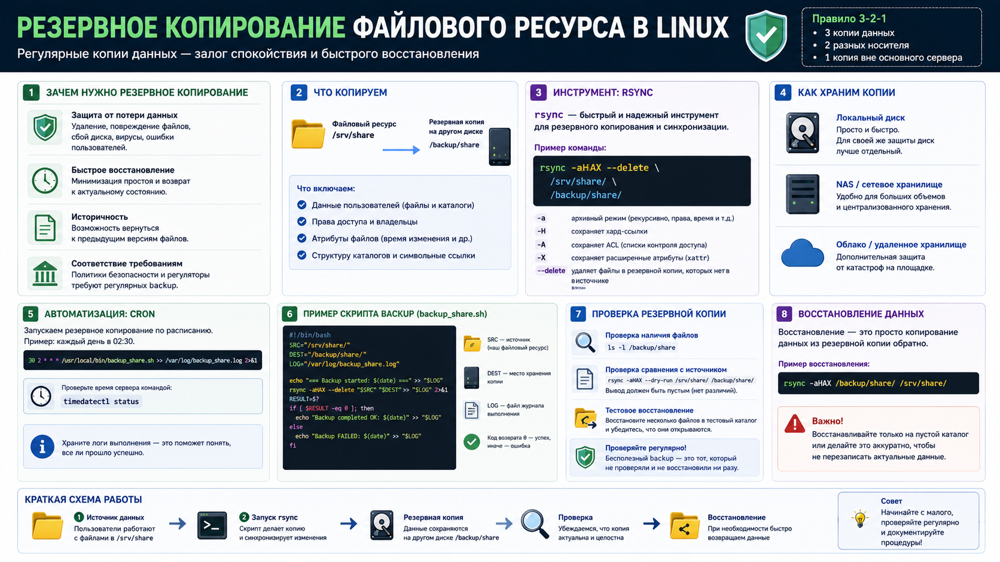 РЕЗЕРВНОЕ КОПИРОВАНИЕ ФАЙЛОВОГО РЕСУРСА В LINUX
Регулярные копии данных — залог спокойствия и быстрого восстановления
Правило 3-2-1
• 3 копии данных
• 2 разных носителя
• 1 копия вне основного сервера
1 ЗАЧЕМ НУЖНО РЕЗЕРВНОЕ КОПИРОВАНИЕ
Защита от потери данных
Удаление, повреждение файлов,
сбой диска, вирусы, ошибки
пользователей.
Быстрое восстановление
Минимизация простоя и возврат
к актуальному состоянию.
Историчность
Возможность вернуться
к предыдущим версиям файлов.
Соответствие требованиям
Политики безопасности и регуляторы
требуют регулярных backup.
2 ЧТО КОПИРУЕМ
Файловый ресурс
/srv/share
Резервная копия
на другом диске
/backup/share
Что включаем:
Данные пользователей (файлы и каталоги)
Права доступа и владельцы
Атрибуты файлов (время изменения и др.)
Структуру каталогов и символьные ссылки
3 ИНСТРУМЕНТ: RSYNC
rsync — быстрый и надежный инструмент
для резервного копирования и синхронизации.
Пример команды:
rsync -aHAX --delete \
/srv/share/ \
/backup/share/
-a архивный режим (рекурсивно, права, время и т.д.)
-H сохраняет хард-ссылки
-A сохраняет ACL (списки контроля доступа)
-X сохраняет расширенные атрибуты (xattr)
--delete удаляет файлы в резервной копии, которых нет в
в источнике
4 КАК ХРАНИМ КОПИИ
Локальный диск
Просто и быстро.
Для своей же защиты диск
лучше отдельный.
NAS / сетевое хранилище
Удобно для больших объемов
и централизованного хранения.
Облако / удаленное хранилище
Дополнительная защита
от катастроф на площадке.
5 АВТОМАТИЗАЦИЯ: CRON
Запускаем резервное копирование по расписанию.
Пример: каждый день в 02:30.
30 2 * * * /usr/local/bin/backup_share.sh >> /var/log/backup_share.log 2>&1
Проверьте время сервера командой:
timedatectl status
Храните логи выполнения — это поможет понять,
все ли прошло успешно.
6 ПРИМЕР СКРИПТА BACKUP (backup_share.sh)
#!/bin/bash
SRC="/srv/share/"
DEST="/backup/share/"
LOG="/var/log/backup_share.log"
echo "=== Backup started: $(date) ===" >> "$LOG"
rsync -aHAX --delete "$SRC" "$DEST" >> "$LOG" 2>&1
RESULT=$?
if [ $RESULT -eq 0 ]; then
echo "Backup completed OK: $(date)" >> "$LOG"
else
echo "Backup FAILED: $(date)" >> "$LOG"
fi
SRC — источник
(наш файловый ресурс)
DEST — место хранения
копии
LOG — файл журнала
выполнения
Код возврата 0 — успех,
иначе — ошибка
7 ПРОВЕРКА РЕЗЕРВНОЙ КОПИИ
Проверка наличия файлов
ls -l /backup/share
Проверка сравнения с источником
rsync -aHAX --dry-run /srv/share/ /backup/share/
Вывод должен быть пустым (нет различий).
Тестовое восстановление
Восстановите несколько файлов в тестовый каталог
и убедитесь, что они открываются.
Проверяйте регулярно!
Бесполезный backup — это тот, который
не проверяли и не восстановили ни разу.
8 ВОССТАНОВЛЕНИЕ ДАННЫХ
Восстановление — это просто копирование
данных из резервной копии обратно.
Пример восстановления:
rsync -aHAX /backup/share/ /srv/share/
Важно!
Восстанавливайте только на пустой каталог
или делайте это аккуратно, чтобы
не перезаписать актуальные данные.
КРАТКАЯ СХЕМА РАБОТЫ
1 Источник данных
Пользователи работают
с файлами в /srv/share
2 Запуск rsync
Скрипт делает копию
и синхронизирует изменения
Резервная копия
Данные сохраняются
на другом диске /backup/share
Проверка
Убеждаемся, что копия
актуальна и целостна
Восстановление
При необходимости быстро
возвращаем данные
Совет
Начинайте с малого,
проверяйте регулярно
и документируйте
процедуры!